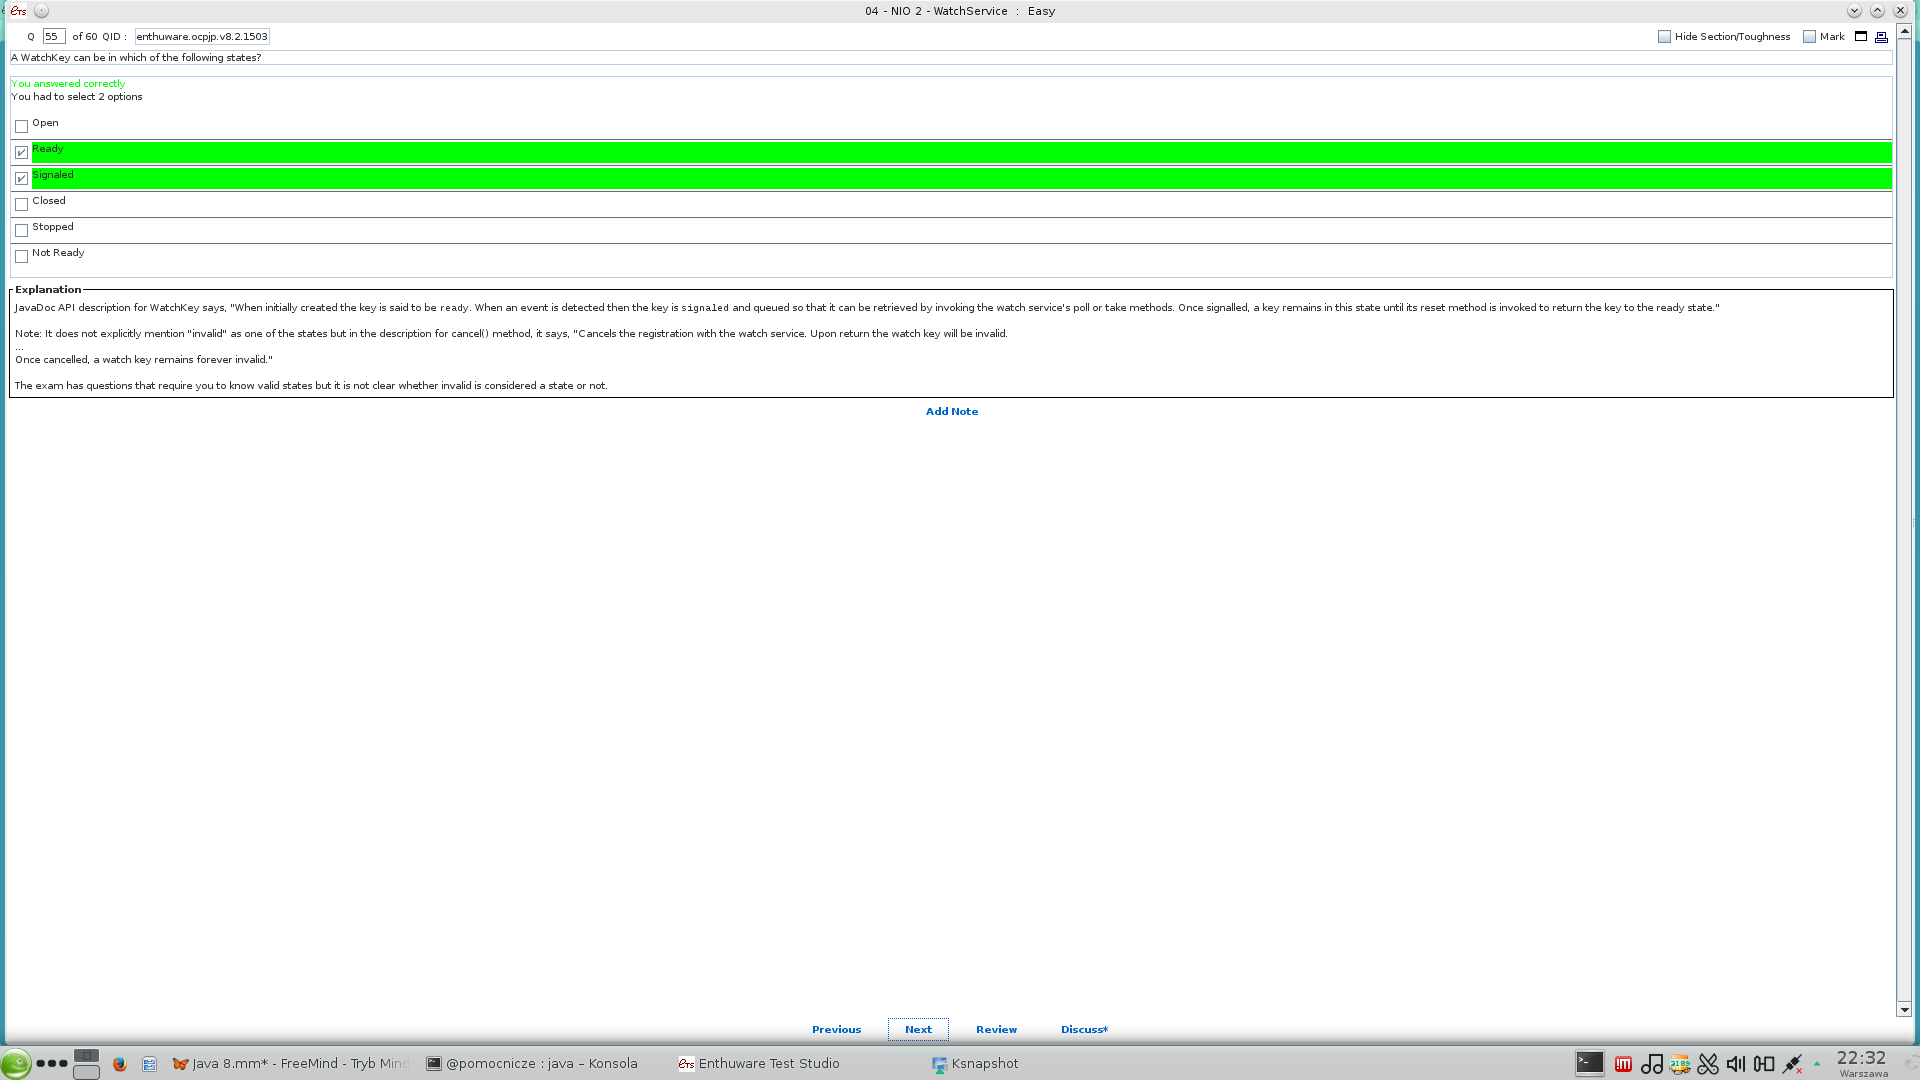 eTs 04 - NIO 2 - WatchService : Easy
Q 55 of 60 QID : enthuware.ocpjp.v8.2.1503 Hide Section/Toughness Mark
A WatchKey can be in which of the following states?
You answered correctly
You had to select 2 options
Open
Ready
Signaled
Closed
Stopped
Not Ready
Explanation
JavaDoc API description for WatchKey says, "When initially created the key is said to be ready. When an event is detected then the key is signaled and queued so that it can be retrieved by invoking the watch service's poll or take methods. Once signalled, a key remains in this state until its reset method is invoked to return the key to the ready state."
Note: It does not explicitly mention "invalid" as one of the states but in the description for cancel() method, it says, "Cancels the registration with the watch service. Upon return the watch key will be invalid.
...
Once cancelled, a watch key remains forever invalid."
The exam has questions that require you to know valid states but it is not clear whether invalid is considered a state or not.
Add Note
Previous Next Review Discuss*
Java 8.mm* - FreeMind - Tryb Mind @pomocnicze : java – Konsola eTs Enthuware Test Studio Ksnapshot 22:32
Warszawa